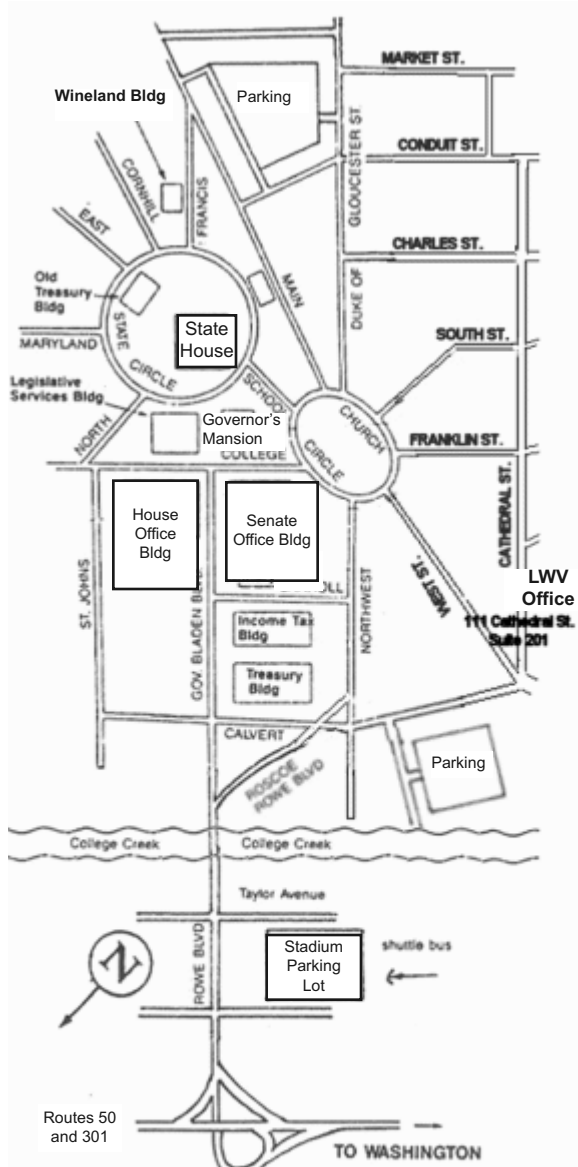 MARKET ST.
Wineland Bldg
Parking
GLOUCESTER ST.
CONDUIT ST.
CORNHILL
FRANCIS
EAST
CHARLES ST.
MAIN
DUKE OF
Old
Treasury
Bldg
State
House
STATE
CIRCLE
MARYLAND
SOUTH ST.
Legislative
Services Bldg
SCHOOL
CHURCH
CIRCLE
Governor's
Mansion
NORTH
COLLEGE
FRANKLIN ST.
CATHEDRAL ST.
House
Office
Bldg
Senate
Office Bldg
ST. JOHNS
GOV. BLADEN BLVD
NORTHWEST
WEST ST.
LWV
Office
111 Cathedral St.
Suite 201
Income Tax
Bldg
Treasury
Bldg
CALVERT
ROSCOE
ROWE BLVD
Parking
College Creek
College Creek
Taylor Avenue
ROWE BLVD
Stadium
Parking
Lot
shuttle bus
N
Routes 50
and 301
TO WASHINGTON